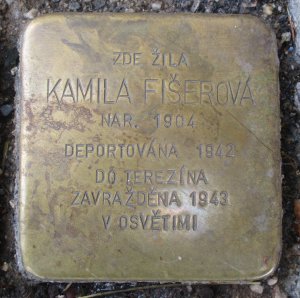 ZDE ŽILA
KAMILA FIŠEROVÁ
NAR. 1904
DEPORTOVÁNA 1942
DO TEREZÍNA
ZAVRAŽDĚNA 1943
V OSVĚTIMI